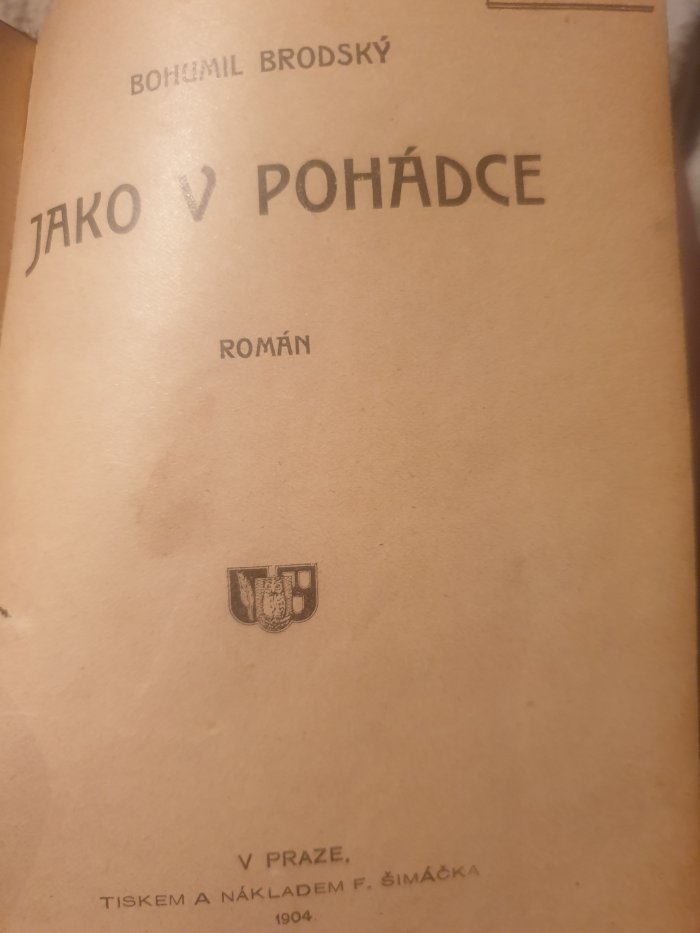 BOHUMIL BRODSKÝ
JAKO V POHÁDCE
ROMÁN
V PRAZE,
TISKEM A NÁKLADEM F. ŠIMÁČKA
1904.